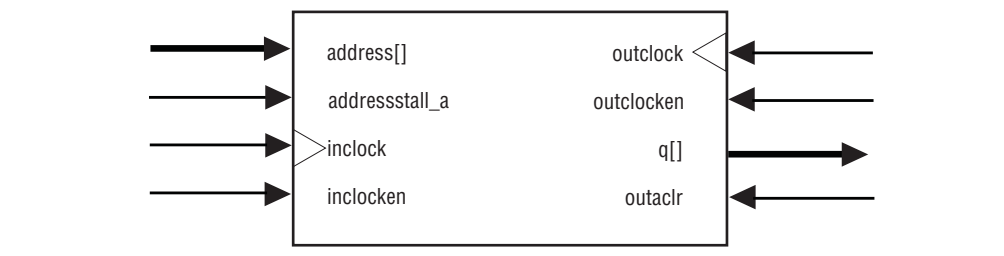 address[]
addressstall_a
inclock
inclocken
outclock
outclocken
q[]
outaclr